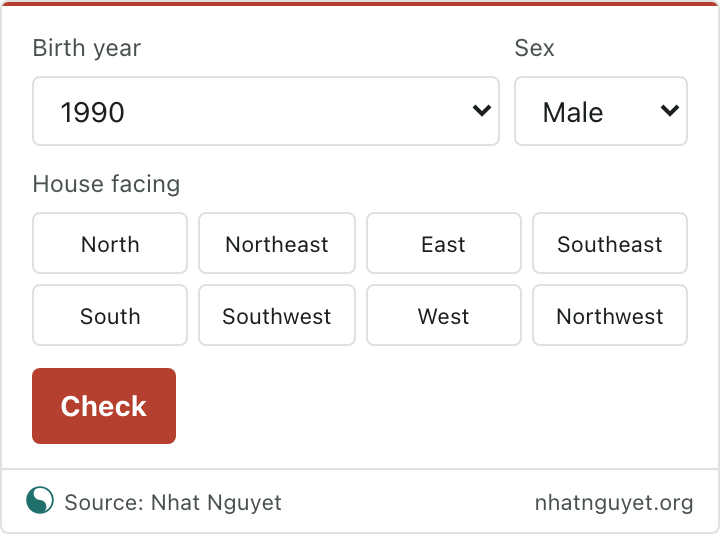 Birth year Sex
1990 Male
House facing
North Northeast East Southeast
South Southwest West Northwest
Check
Source: Nhat Nguyet nhatnguyet.org